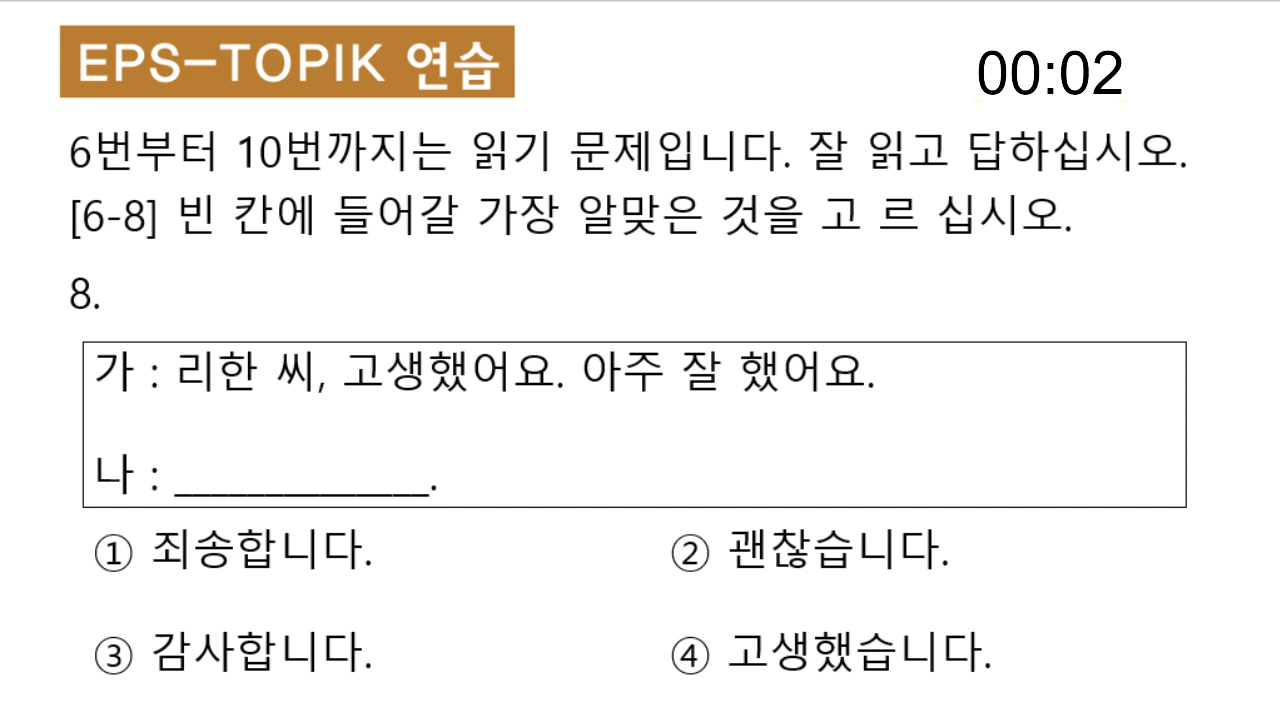 EPS-TOPIK 연습
00:02
6번부터 10번까지는 읽기 문제입니다. 잘 읽고 답하십시오.
[6-8] 빈 칸에 들어갈 가장 알맞은 것을 고 르 십시오.
8.
가 : 리한 씨, 고생했어요. 아주 잘 했어요.
나 : ______________.
① 죄송합니다. ② 괜찮습니다.
③ 감사합니다. ④ 고생했습니다.